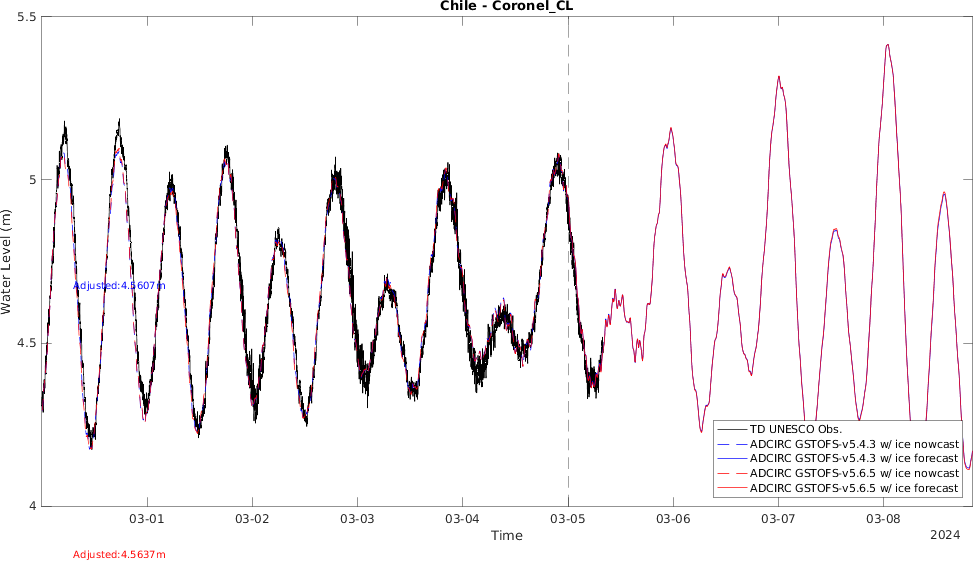 Chile - Coronel_CL
5.5
5
4.5
4
Water Level (m)
Adjusted:4.5607m
TD UNESCO Obs.
ADCIRC GSTOFS-v5.4.3 w/ ice nowcast
ADCIRC GSTOFS-v5.4.3 w/ ice forecast
ADCIRC GSTOFS-v5.6.5 w/ ice nowcast
ADCIRC GSTOFS-v5.6.5 w/ ice forecast
03-01 03-02 03-03 03-04 03-05 03-06 03-07 03-08
Time
2024
Adjusted:4.5637m